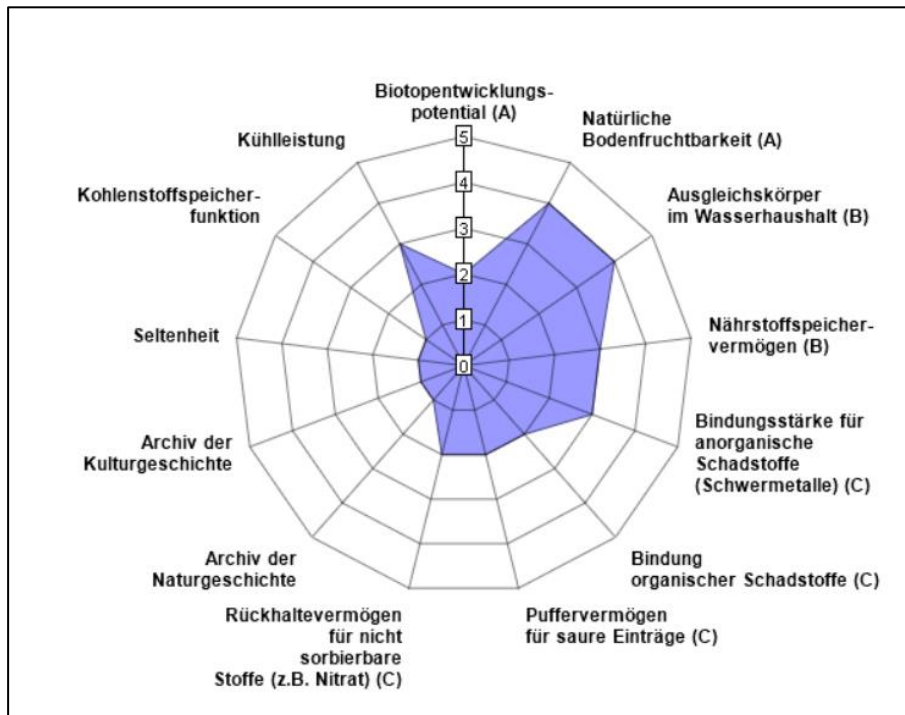 Biotopentwicklungs-
potential (A)
Natürliche
Bodenfruchtbarkeit (A)
Ausgleichskörper
im Wasserhaushalt (B)
Nährstoffspeicher-
vermögen (B)
Bindungsstärke für
anorganische
Schadstoffe
(Schwermetalle) (C)
Bindung
organischer Schadstoffe (C)
Puffervermögen
für saure Einträge (C)
Rückhaltevermögen
für nicht
sorbierbare
Stoffe (z.B. Nitrat) (C)
Archiv der
Naturgeschichte
Archiv der
Kulturgeschichte
Seltenheit
Kohlenstoffspeicher-
funktion
Kühlleistung
5
4
3
2
1
0